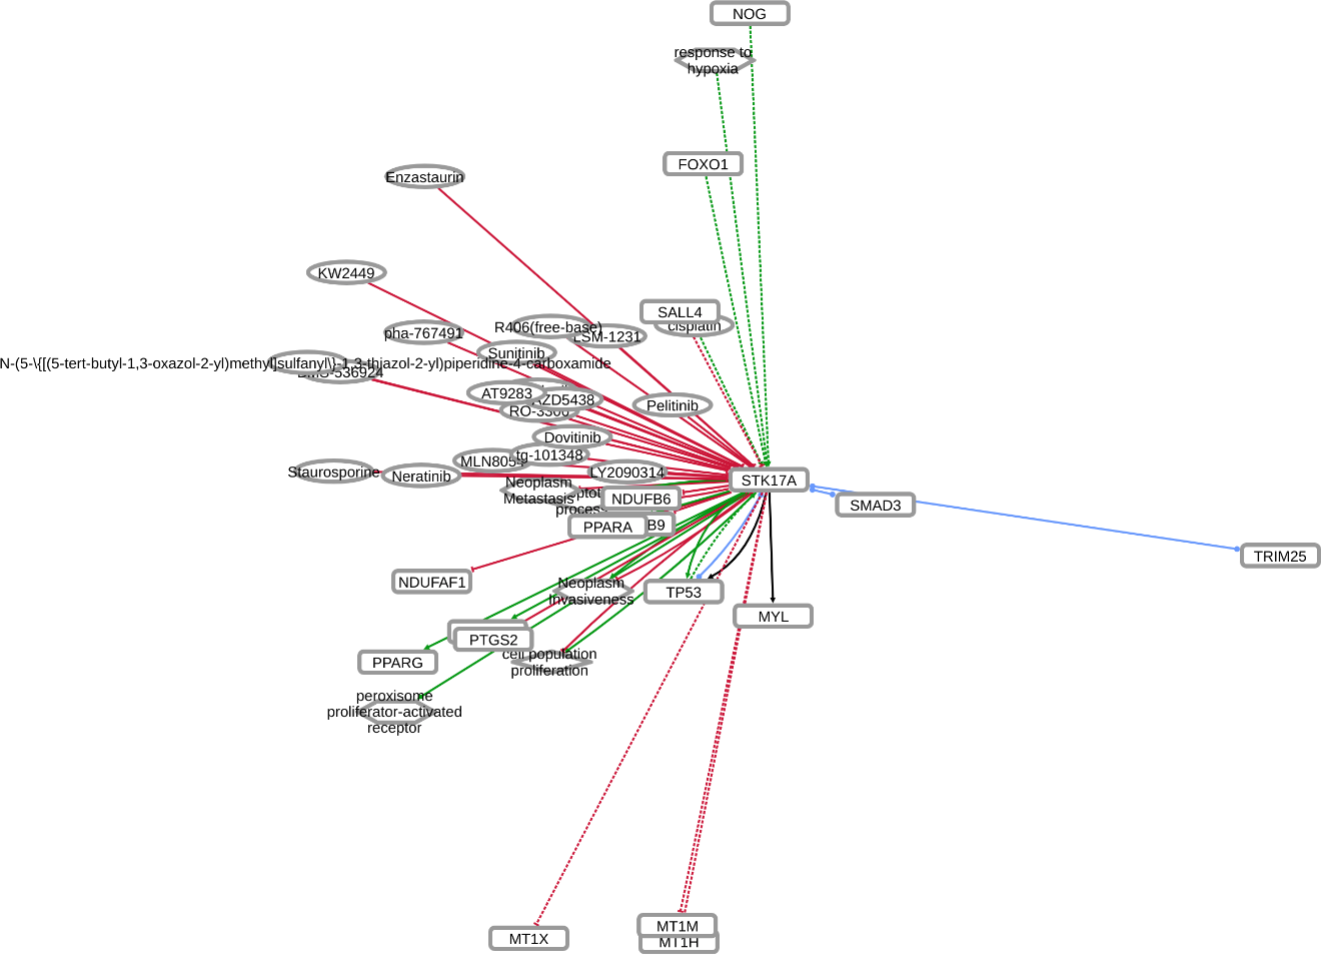 NOG
response to
hypoxia
FOXO1
Enzastaurin
KW2449
SALL4
cisplatin
R406(free-base)
pha-767491
LSM-1231
Sunitinib
N-(5-\{[(5-tert-butyl-1,3-oxazol-2-yl)methyl]sulfanyl\}-1,3-thiazol-2-yl)piperidine-4-carboxamide
BMS-536924
AT9283
AZD5438
Pelitinib
RO-3306
Dovitinib
tg-101348
MLN805
Staurosporine
Neratinib
LY2090314
STK17A
Neoplasm
Metastasis
NDUFB6
process
SMAD3
PPARA
B9
TRIM25
NDUFAF1
Neoplasm
Invasiveness
TP53
MYL
PTGS2
PPARG
cell population
proliferation
peroxisome
proliferator-activated
receptor
MT1M
MT1X
MT1H